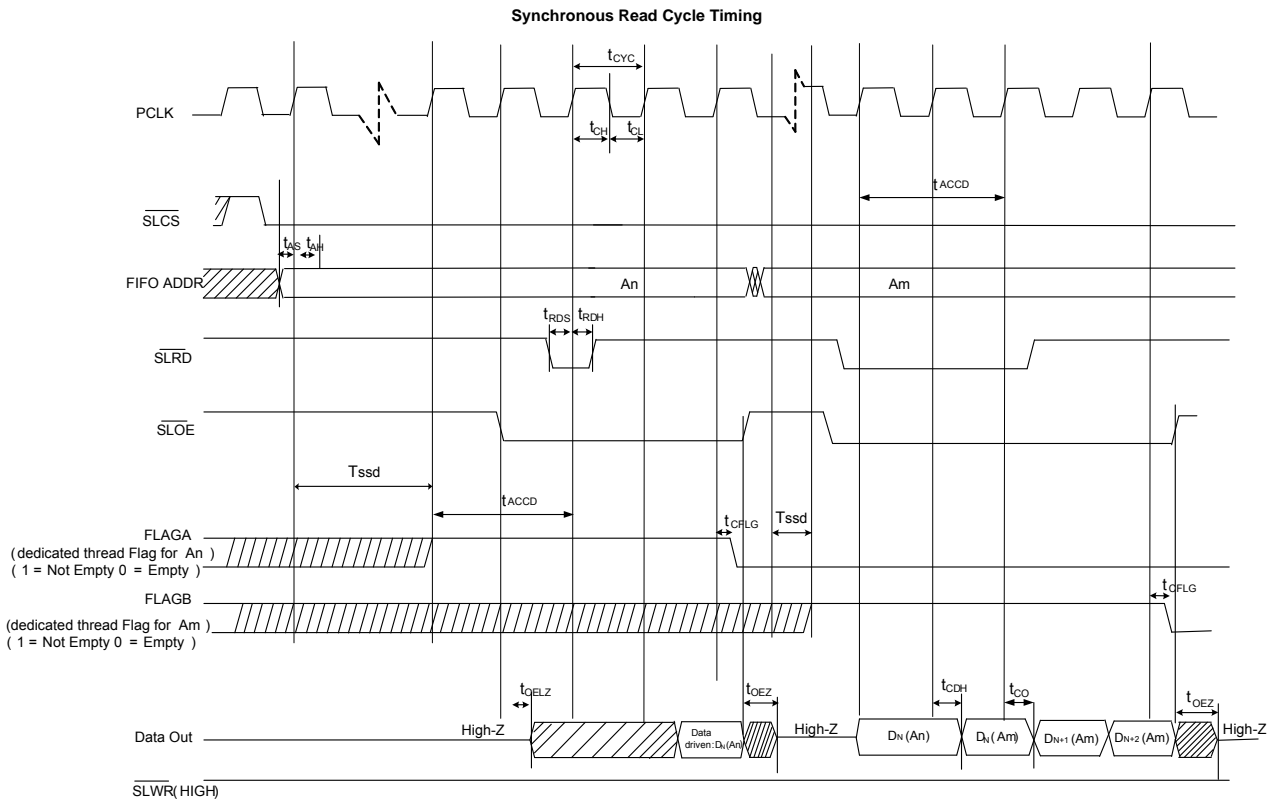 Synchronous Read Cycle Timing
tCYC
PCLK
tCH
tCL
tACCD
SLCS
tAS
tAH
FIFO ADDR
An
Am
tRDS
tRDH
SLRD
SLOE
Tssd
tACCD
tCFLG
Tssd
FLAGA
(dedicated thread Flag for An )
( 1 = Not Empty 0 = Empty )
FLAGB
(dedicated thread Flag for Am )
( 1 = Not Empty 0 = Empty )
tCFLG
tOELZ
tOEZ
tCDH
tCO
tOEZ
High-Z
High-Z
High-Z
Data Out
Data
driven:DN(An)
DN(An)
DN(Am)
DN+1(Am)
DN+2(Am)
SLWR(HIGH)